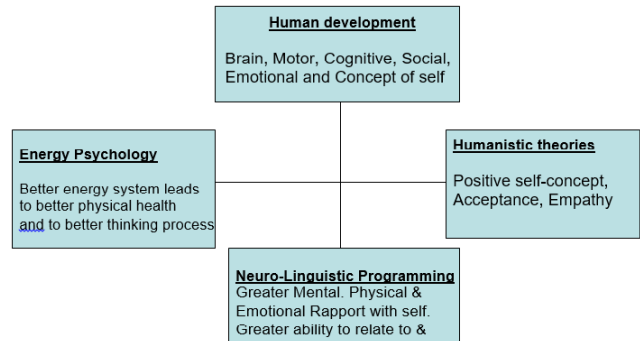 Human development
Brain, Motor, Cognitive, Social,
Emotional and Concept of self
Energy Psychology
Better energy system leads
to better physical health
and to better thinking process
Humanistic theories
Positive self-concept,
Acceptance, Empathy
Neuro-Linguistic Programming
Greater Mental. Physical &
Emotional Rapport with self.
Greater ability to relate to &